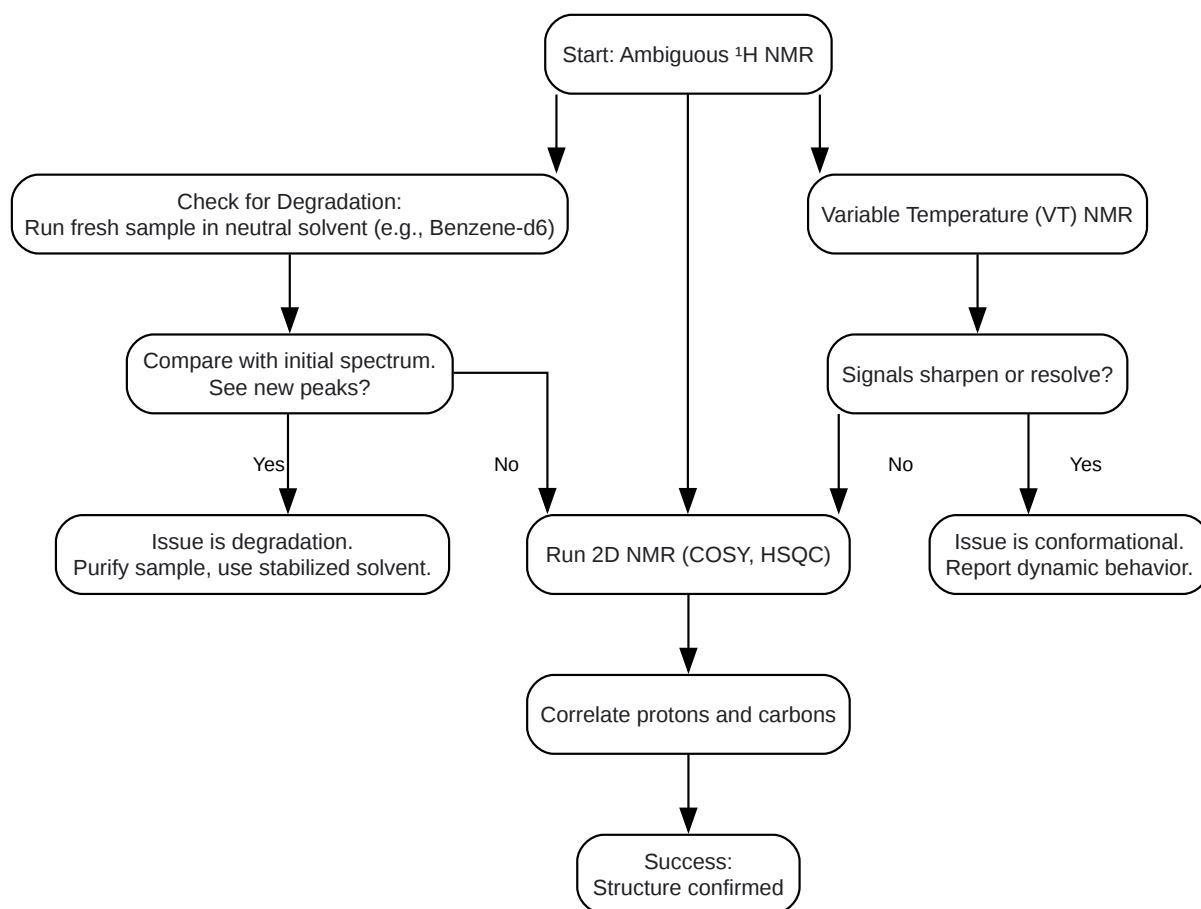 Start: Ambiguous ¹H NMR
Check for Degradation:
Run fresh sample in neutral solvent (e.g., Benzene-d6)
Variable Temperature (VT) NMR
Compare with initial spectrum.
See new peaks?
Signals sharpen or resolve?
Yes
No
No
Yes
Issue is degradation.
Purify sample, use stabilized solvent.
Run 2D NMR (COSY, HSQC)
Issue is conformational.
Report dynamic behavior.
Correlate protons and carbons
Success:
Structure confirmed